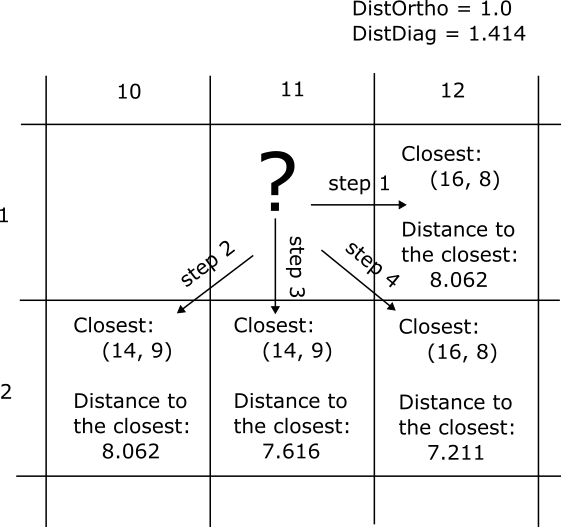 DistOrtho = 1.0
DistDiag = 1.414
10 11 12
1
?
step 1
Closest:
(16, 8)
Distance to
the closest:
8.062
step 2
step 3
step 4
2
Closest:
(14, 9)
Distance to
the closest:
8.062
Closest:
(14, 9)
Distance to
the closest:
7.616
Closest:
(16, 8)
Distance to
the closest:
7.211